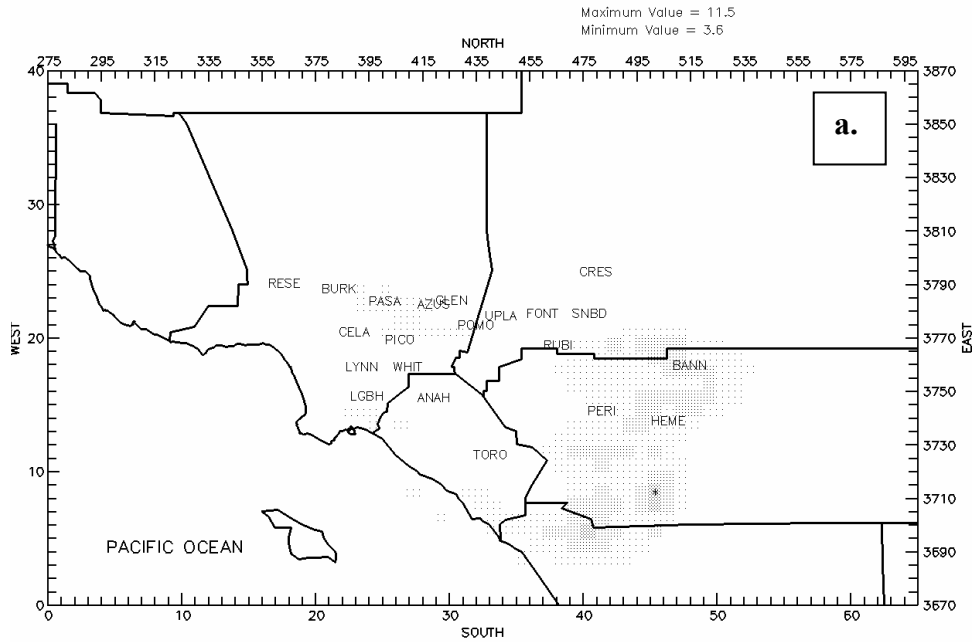 Maximum Value = 11.5
Minimum Value = 3.6
NORTH
275 295 315 335 355 375 395 415 435 455 475 495 515 535 555 575 595
40 3870
a.
3850
30 3830
3810
CRES
RESE BURK 3790
PASA AZUS GLEN
UPLA FONT SNBD
POMO
CELA PICO 3770
WEST 20 RUBI EAST
LYNN WHIT BANN
LGBH ANAH 3750
PERI HEME
3730
TORO
10 * 3710
PACIFIC OCEAN 3690
0 3670
0 10 20 30 40 50 60
SOUTH